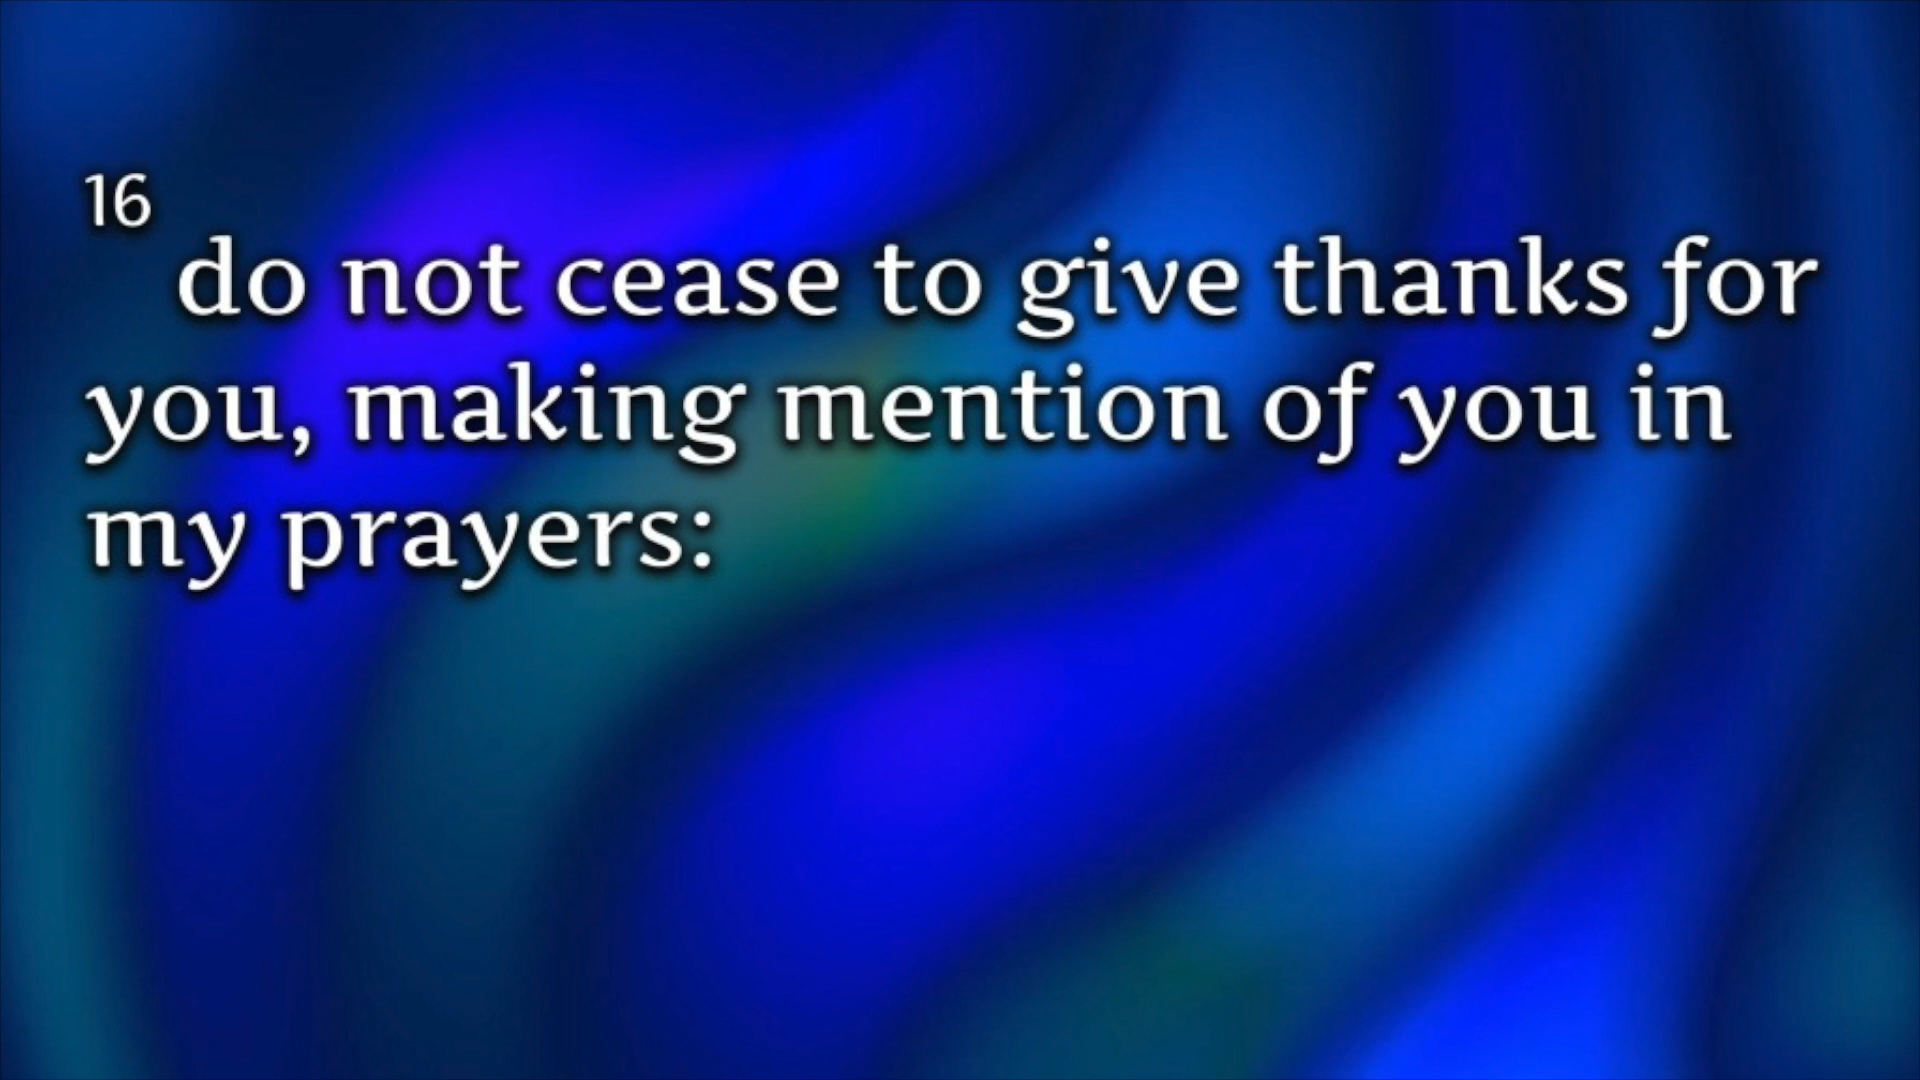 16
do not cease to give thanks for
you, making mention of you in
my prayers: